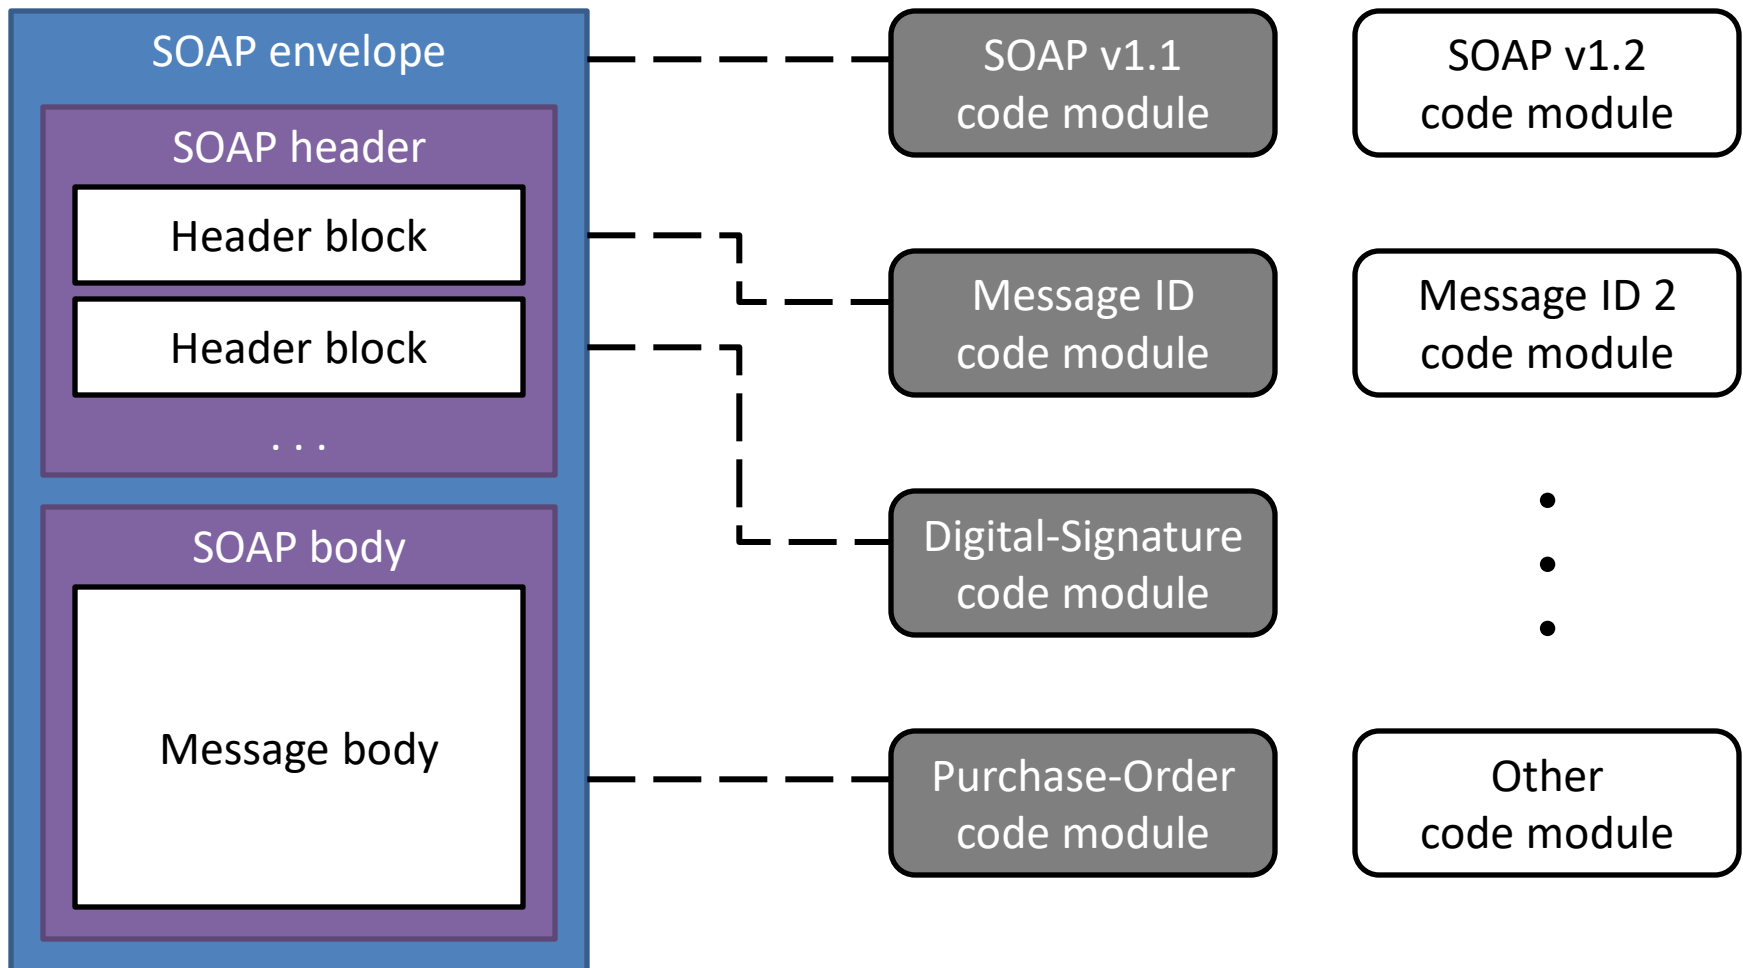 SOAP envelope
SOAP header
Header block
Header block
. . .
SOAP body
Message body
SOAP v1.1
code module
SOAP v1.2
code module
Message ID
code module
Message ID 2
code module
Digital-Signature
code module
Purchase-Order
code module
Other
code module